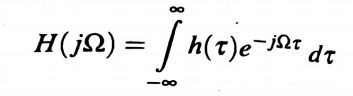 H(jΩ) = ∫_{-∞}^{∞} h(τ)e^{-jΩτ} dτ